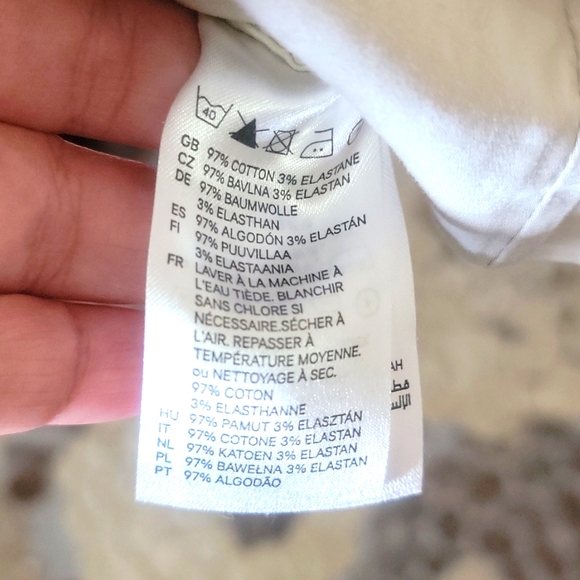 40
GB 97% COTTON 3% ELASTANE
CZ 97% BAVLNA 3% ELASTAN
DE 97% BAUMWOLLE
3% ELASTHAN
ES 97% ALGODÓN 3% ELASTÁN
FI 97% PUUVILLAA
3% ELASTAANIA
FR LAVER À LA MACHINE À
L'EAU TIÈDE. BLANCHIR
SANS CHLORE SI
NÉCESSAIRE.SÉCHER À
L'AIR. REPASSER À
TEMPÉRATURE MOYENNE.
ou NETTOYAGE À SEC.
97% COTON
3% ELASTHANNE
HU 97% PAMUT 3% ELASZTÁN
IT 97% COTONE 3% ELASTAN
NL 97% KATOEN 3% ELASTAN
PL 97% BAWEŁNA 3% ELASTAN
PT 97% ALGODÃO
AH